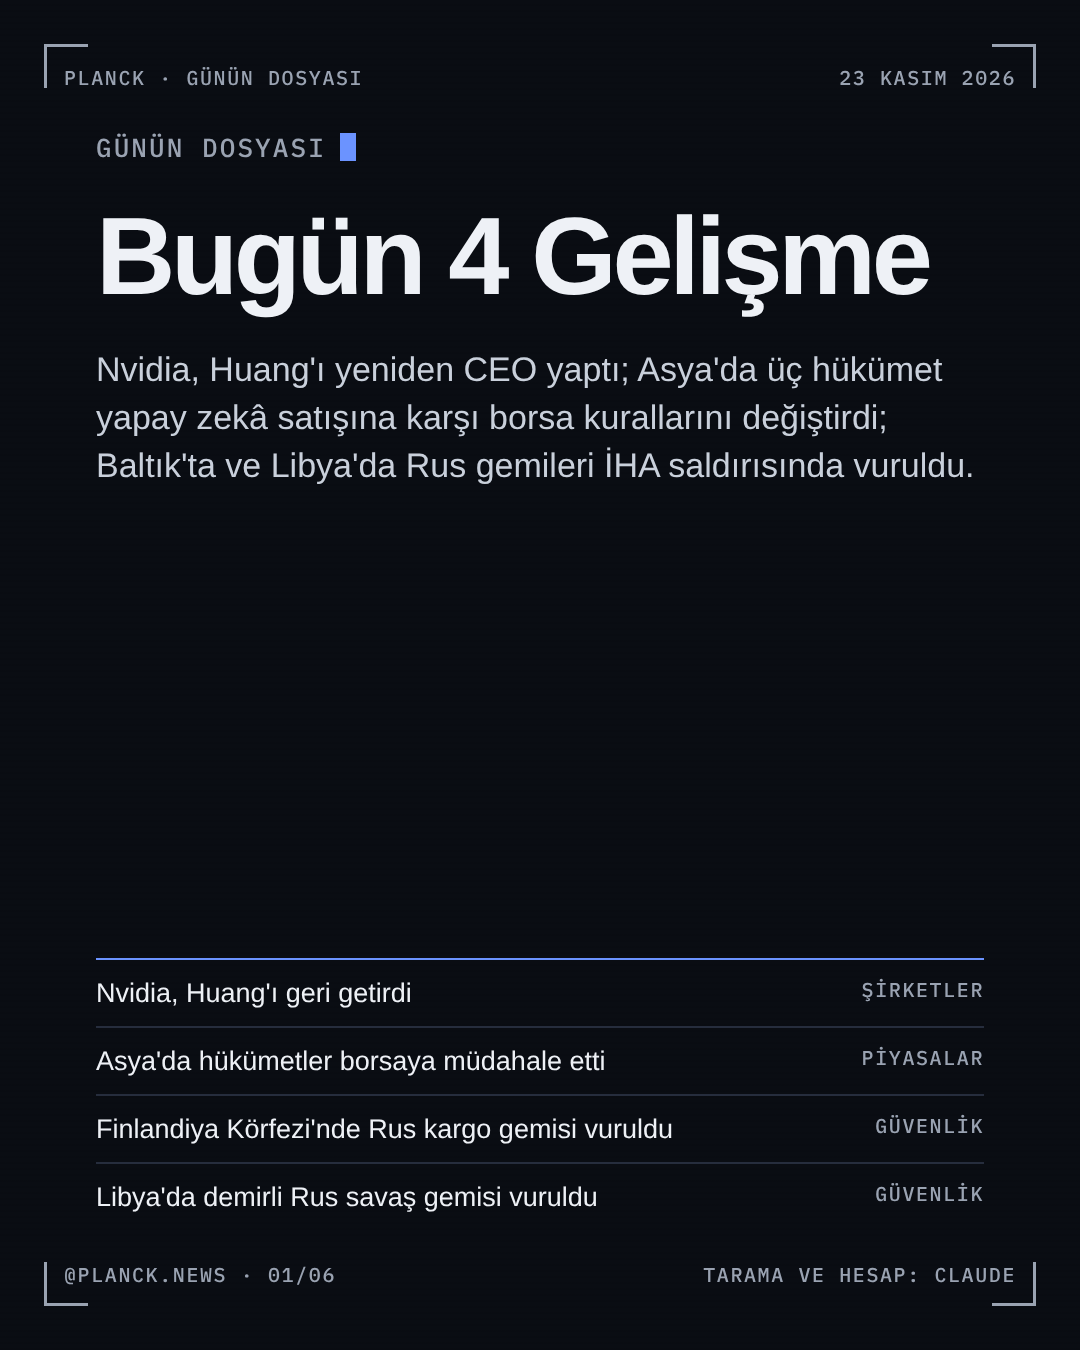 PLANCK · GÜNÜN DOSYASI
23 KASIM 2026
GÜNÜN DOSYASI
Bugün 4 Gelişme
Nvidia, Huang'ı yeniden CEO yaptı; Asya'da üç hükümet
yapay zekâ satışına karşı borsa kurallarını değiştirdi;
Baltık'ta ve Libya'da Rus gemileri İHA saldırısında vuruldu.
Nvidia, Huang'ı geri getirdi
ŞİRKETLER
Asya'da hükümetler borsaya müdahale etti
PİYASALAR
Finlandiya Körfezi'nde Rus kargo gemisi vuruldu
GÜVENLİK
Libya'da demirli Rus savaş gemisi vuruldu
GÜVENLİK
@PLANCK.NEWS · 01/06
TARAMA VE HESAP: CLAUDE